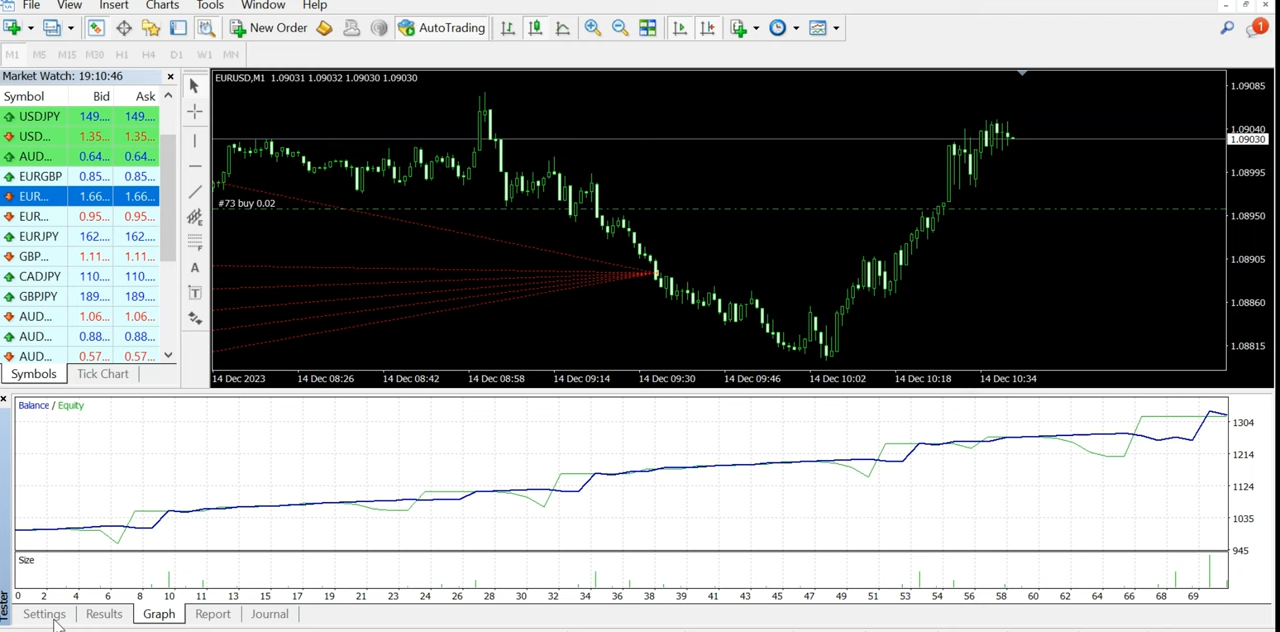 File View Insert Charts Tools Window Help
New Order AutoTrading 1
M1 M5 M15 M30 H1 H4 D1 W1 MN
Market Watch: 19:10:46
Symbol Bid Ask
USDJPY 149.... 149....
USD... 1.35... 1.35...
AUD... 0.64... 0.64...
EURGBP 0.85... 0.85...
EUR... 1.66... 1.66...
EUR... 0.95... 0.95...
EURJPY 162.... 162....
GBP... 1.11... 1.11...
CADJPY 110.... 110....
GBPJPY 189.... 189....
AUD... 1.06... 1.06...
AUD... 0.88... 0.88...
AUD... 0.57... 0.57...
Symbols Tick Chart
E
F
A
T
EURUSD,M1 1.09031 1.09032 1.09030 1.09030
#73 buy 0.02
1.09085
1.09040
1.09030
1.08995
1.08950
1.08905
1.08860
1.08815
14 Dec 2023 14 Dec 08:26 14 Dec 08:42 14 Dec 08:58 14 Dec 09:14 14 Dec 09:30 14 Dec 09:46 14 Dec 10:02 14 Dec 10:18 14 Dec 10:34
Balance / Equity
1304
1214
1124
1035
945
Size
0 2 4 6 8 10 11 13 15 17 19 21 23 24 26 28 30 32 34 36 38 39 41 43 45 47 49 51 53 54 56 58 60 62 64 66 68 69
Tester
Settings Results Graph Report Journal